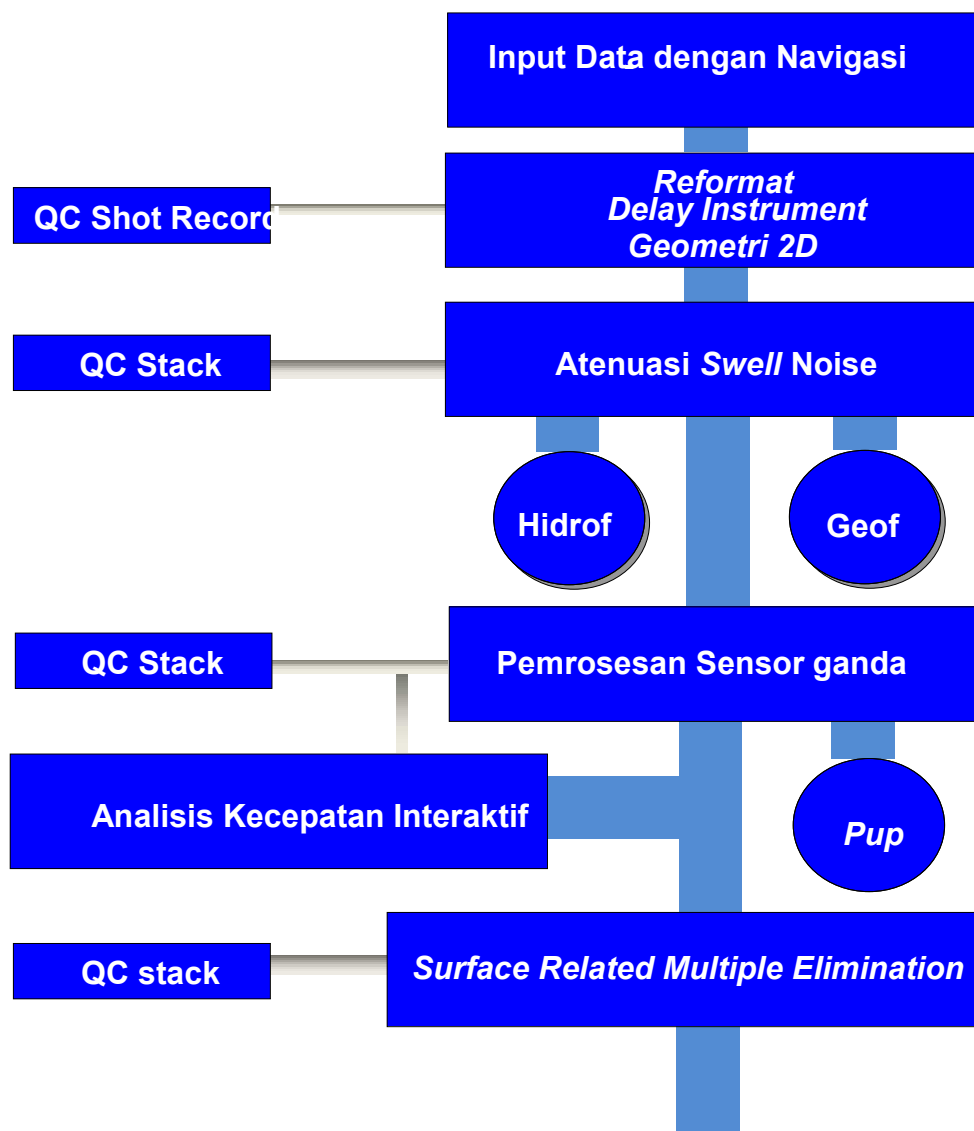 Input Data dengan Navigasi
Reformat
Delay Instrument
Geometri 2D
QC Shot Record
QC Stack
Atenuasi Swell Noise
Hidrof
Geof
QC Stack
Pemrosesan Sensor ganda
Analisis Kecepatan Interaktif
Pup
QC stack
Surface Related Multiple Elimination